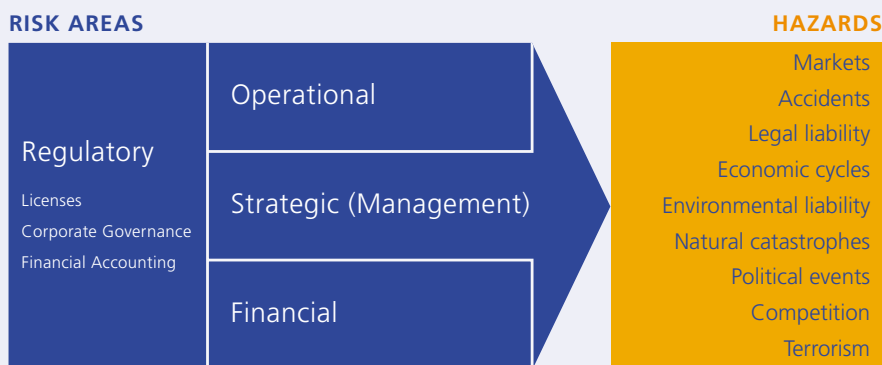 RISK AREAS
HAZARDS
Regulatory
Licenses
Corporate Governance
Financial Accounting
Operational
Strategic (Management)
Financial
Markets
Accidents
Legal liability
Economic cycles
Environmental liability
Natural catastrophes
Political events
Competition
Terrorism